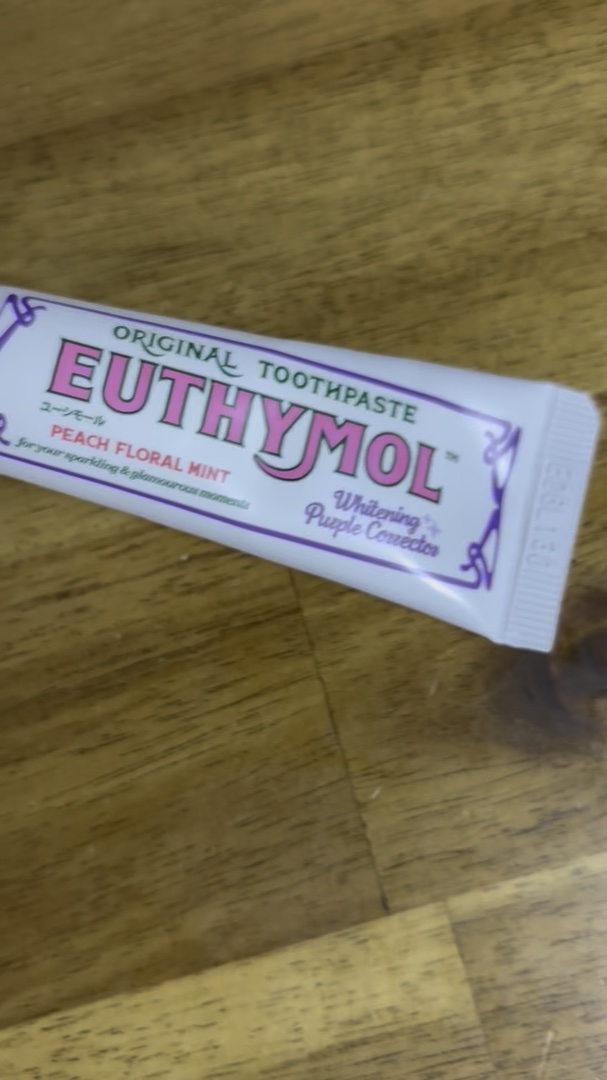 ORIGINAL TOOTHPASTE
EUTHYMOL™
ユーシモール
PEACH FLORAL MINT
for your sparkling & glamourous moments
Whitening
Purple Corrector